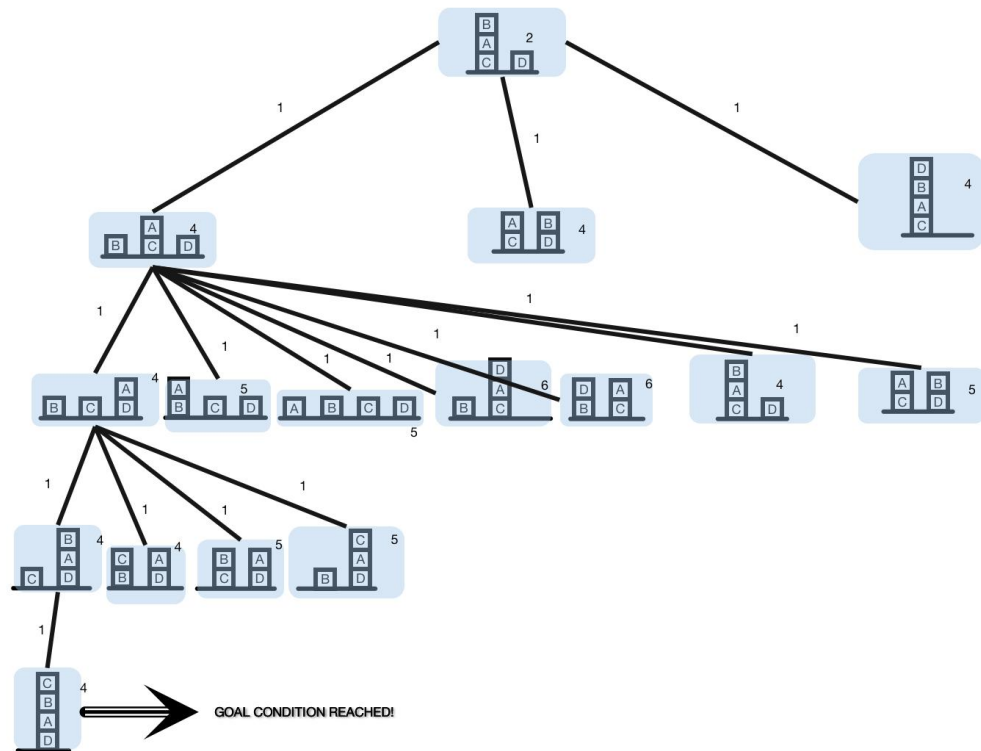 B
A 2
C D
1 1
1
D
B 4
A
C
A 4
B C D
A B
C D 4
1 1 1 1 1 1 1
B C A D 4
A B C D 5
A B C D 5
D A B C 6
D A B C 6
B A C D 4
A B C D 5
1 1 1 1
B A C D 4
C A B D 4
B A C D 5
C A B D 5
1
C 4
B
A
D
GOAL CONDITION REACHED!